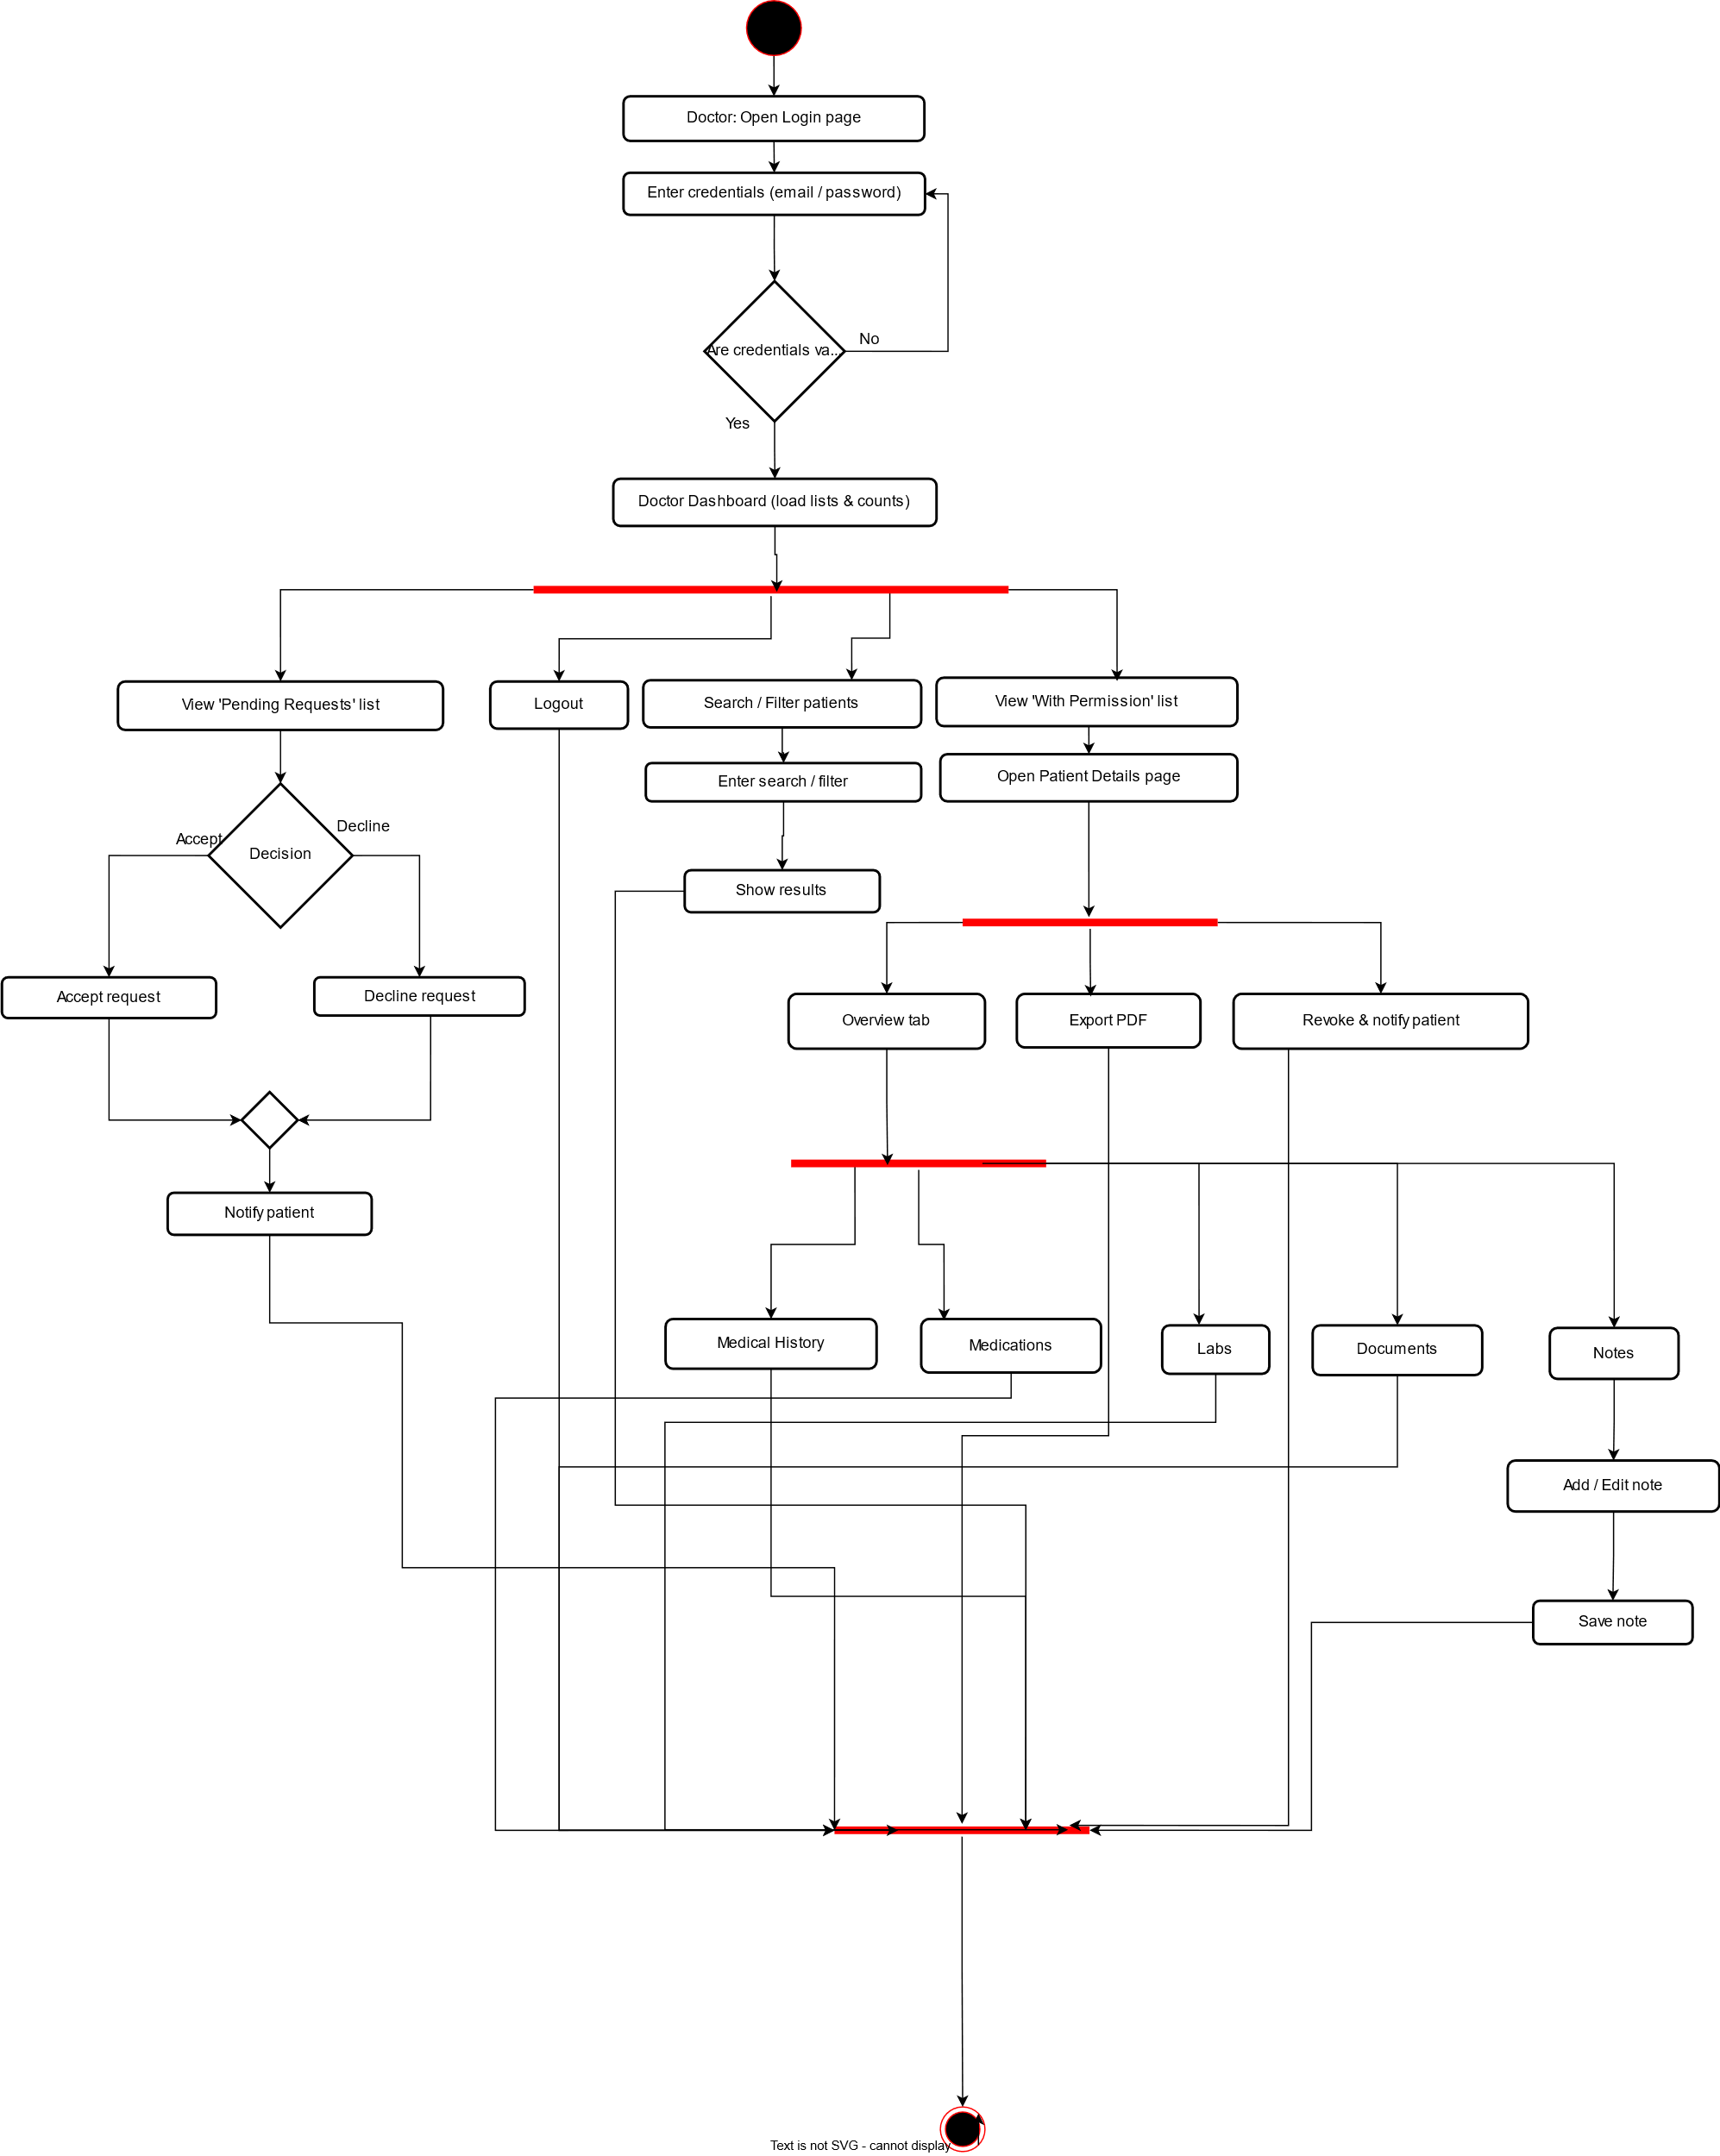 Doctor: Open Login page
Enter credentials (email / password)
Are credentials va...
No
Yes
Doctor Dashboard (load lists & counts)
View 'Pending Requests' list
Logout
Search / Filter patients
View 'With Permission' list
Enter search / filter
Open Patient Details page
Accept
Decision
Decline
Show results
Accept request
Decline request
Overview tab
Export PDF
Revoke & notify patient
Notify patient
Medical History
Medications
Labs
Documents
Notes
Add / Edit note
Save note
Text is not SVG - cannot display